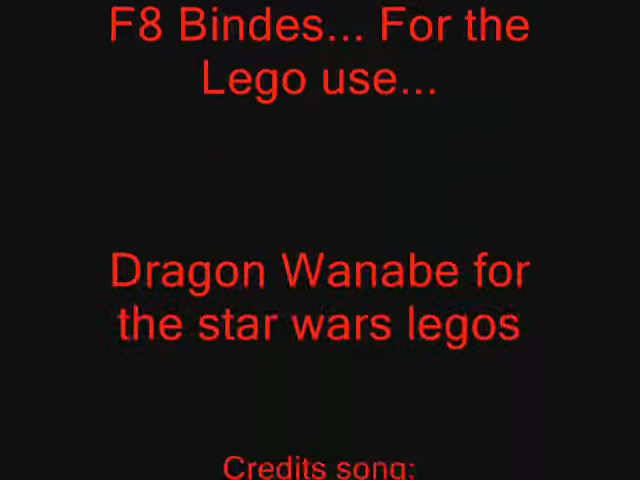 F8 Bindes... For the
Lego use...
Dragon Wanabe for
the star wars legos
Credits song: